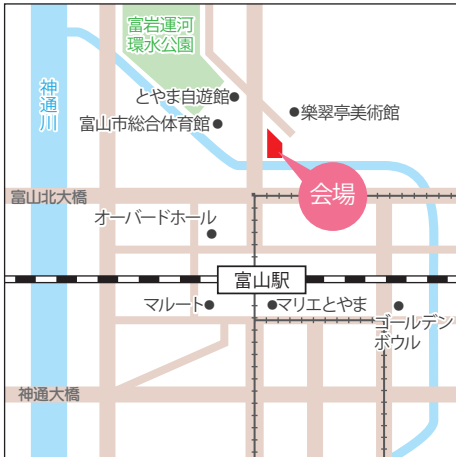 富岩運河
環水公園
神通川
とやま自遊館
樂翠亭美術館
富山市総合体育館
会場
富山北大橋
オーバードホール
富山駅
マルート
マリエとやま
ゴールデン
ボウル
神通大橋